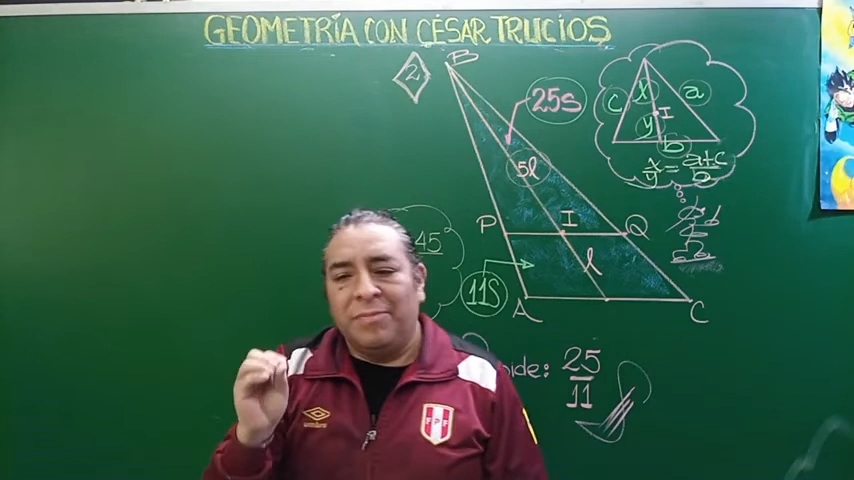 GEOMETRÍA CON CÉSAR TRUCIOS
2
B
25S
5l
P
I
Q
l
11S
A
C
45
c
x
a
I
y
b
x/y = a+c/b
ide: 25/11
umbro
FPF